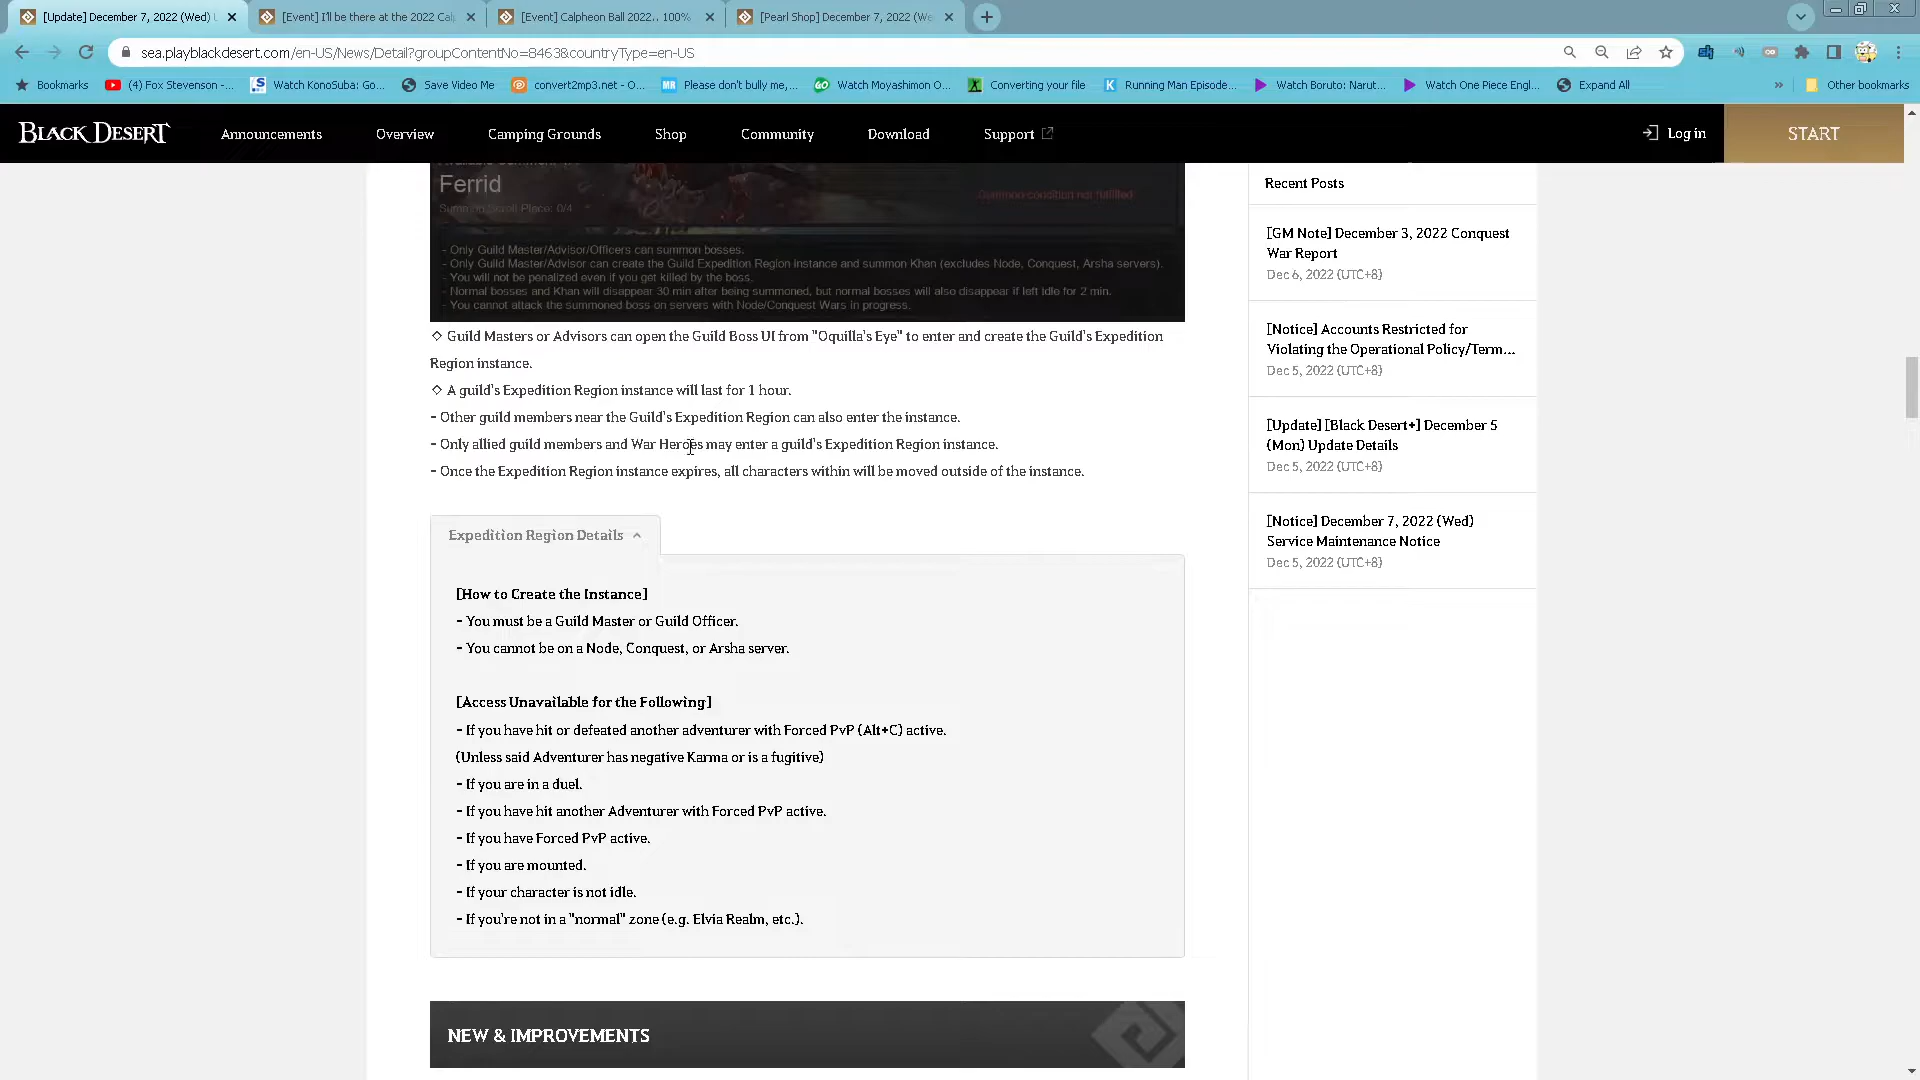 [Update] December 7, 2022 (Wed)
[Event] I'll be there at the 2022 Cal
[Event] Calpheon Ball 2022.. 100%
[Pearl Shop] December 7, 2022 (We
sea.playblackdesert.com/en-US/News/Detail?groupContentNo=8463&countryType=en-US
Bookmarks
(4) Fox Stevenson -...
Watch KonoSuba: Go...
Save Video Me
convert2mp3.net - O...
Please don't bully me,...
Watch Moyashimon O...
Converting your file
Running Man Episode...
Watch Boruto: Narut...
Watch One Piece Engl...
Expand All
Other bookmarks
BLACK DESERT
Announcements
Overview
Camping Grounds
Shop
Community
Download
Support
Log in
START
Ferrid
Summon Scroll Piece: 0/4
Summon condition not fulfilled
- Only Guild Master/Advisor/Officers can summon bosses.
- Only Guild Master/Advisor can create the Guild Expedition Region instance and summon Khan (excludes Node, Conquest, Arsha servers).
- You will not be penalized even if you get killed by the boss.
- Normal bosses and Khan will disappear 30 min after being summoned, but normal bosses will also disappear if left idle for 2 min.
- You cannot attack the summoned boss on servers with Node/Conquest Wars in progress.
◇ Guild Masters or Advisors can open the Guild Boss UI from "Oquilla's Eye" to enter and create the Guild's Expedition
Region instance.
◇ A guild's Expedition Region instance will last for 1 hour.
- Other guild members near the Guild's Expedition Region can also enter the instance.
- Only allied guild members and War Heroes may enter a guild's Expedition Region instance.
- Once the Expedition Region instance expires, all characters within will be moved outside of the instance.
Expedition Region Details
[How to Create the Instance]
- You must be a Guild Master or Guild Officer.
- You cannot be on a Node, Conquest, or Arsha server.
[Access Unavailable for the Following]
- If you have hit or defeated another adventurer with Forced PvP (Alt+C) active.
(Unless said Adventurer has negative Karma or is a fugitive)
- If you are in a duel.
- If you have hit another Adventurer with Forced PvP active.
- If you have Forced PvP active.
- If you are mounted.
- If your character is not idle.
- If you're not in a "normal" zone (e.g. Elvia Realm, etc.).
NEW & IMPROVEMENTS
Recent Posts
[GM Note] December 3, 2022 Conquest
War Report
Dec 6, 2022 (UTC+8)
[Notice] Accounts Restricted for
Violating the Operational Policy/Term...
Dec 5, 2022 (UTC+8)
[Update] [Black Desert+] December 5
(Mon) Update Details
Dec 5, 2022 (UTC+8)
[Notice] December 7, 2022 (Wed)
Service Maintenance Notice
Dec 5, 2022 (UTC+8)